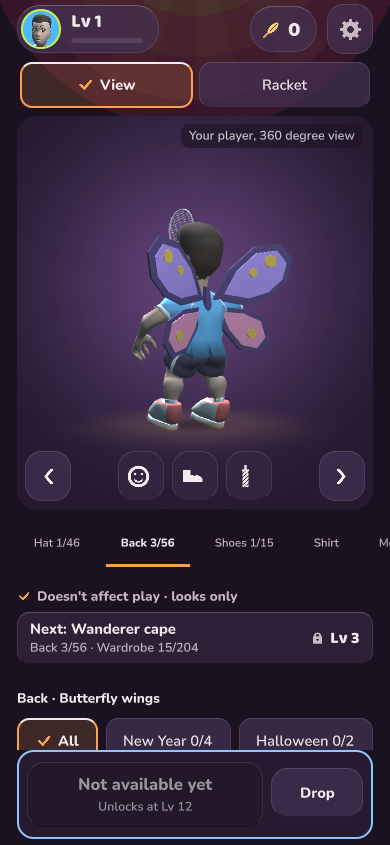 Lv 1
0
View
Racket
Your player, 360 degree view
Hat 1/46
Back 3/56
Shoes 1/15
Shirt
Doesn't affect play · looks only
Next: Wanderer cape
Back 3/56 · Wardrobe 15/204
Lv 3
Back · Butterfly wings
All
New Year 0/4
Halloween 0/2
Not available yet
Unlocks at Lv 12
Drop